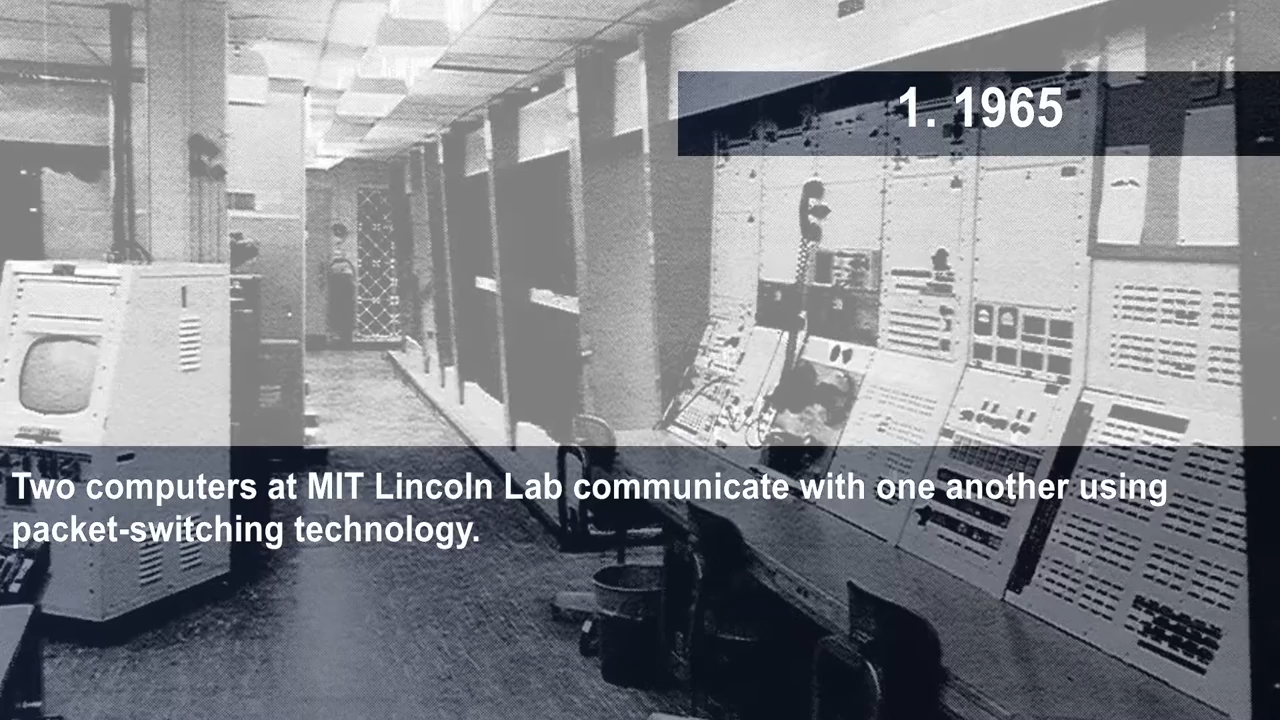 1. 1965
Two computers at MIT Lincoln Lab communicate with one another using
packet-switching technology.